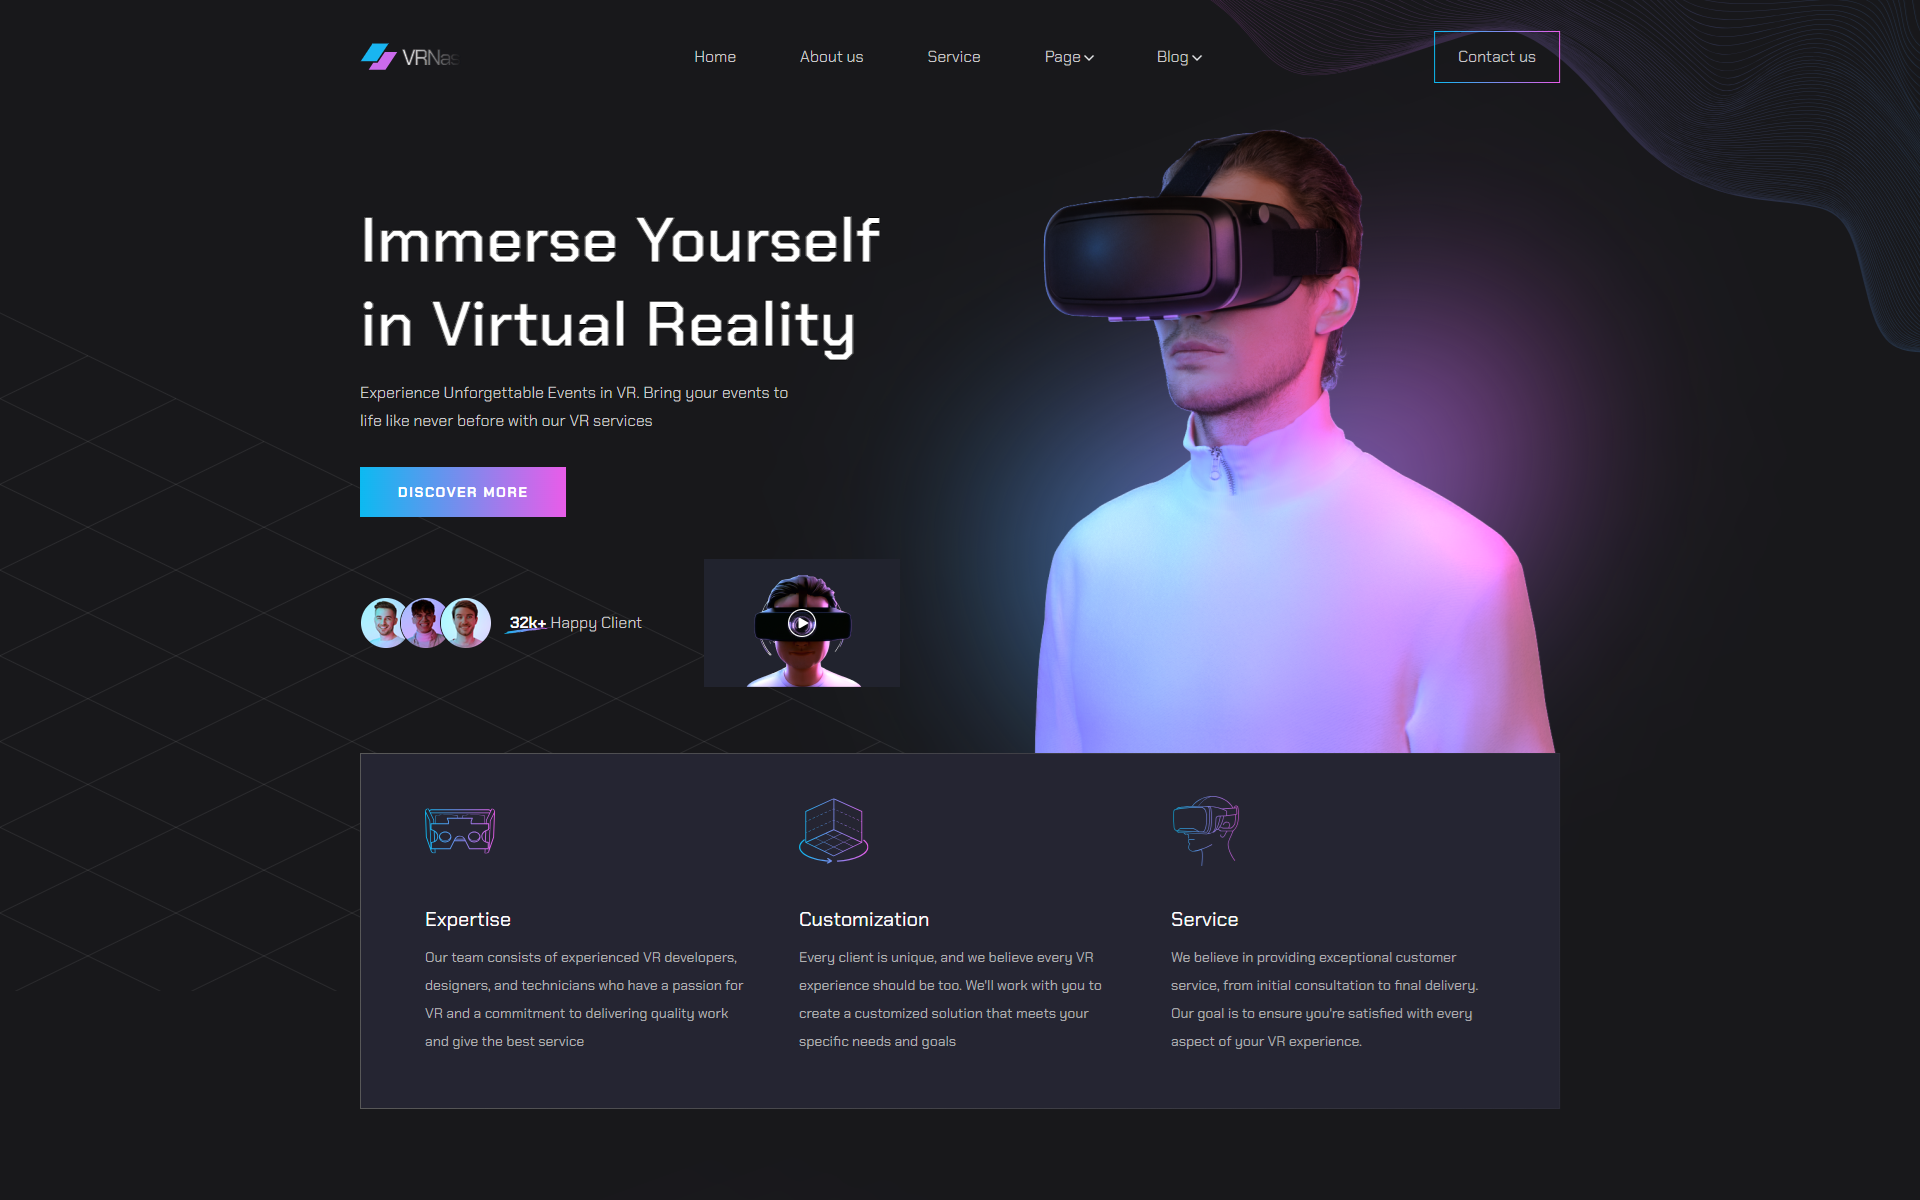 VRNas
Home
About us
Service
Page
Blog
Contact us
Immerse Yourself
in Virtual Reality
Experience Unforgettable Events in VR. Bring your events to
life like never before with our VR services
DISCOVER MORE
32k+ Happy Client
Expertise
Our team consists of experienced VR developers,
designers, and technicians who have a passion for
VR and a commitment to delivering quality work
and give the best service
Customization
Every client is unique, and we believe every VR
experience should be too. We'll work with you to
create a customized solution that meets your
specific needs and goals
Service
We believe in providing exceptional customer
service, from initial consultation to final delivery.
Our goal is to ensure you're satisfied with every
aspect of your VR experience.